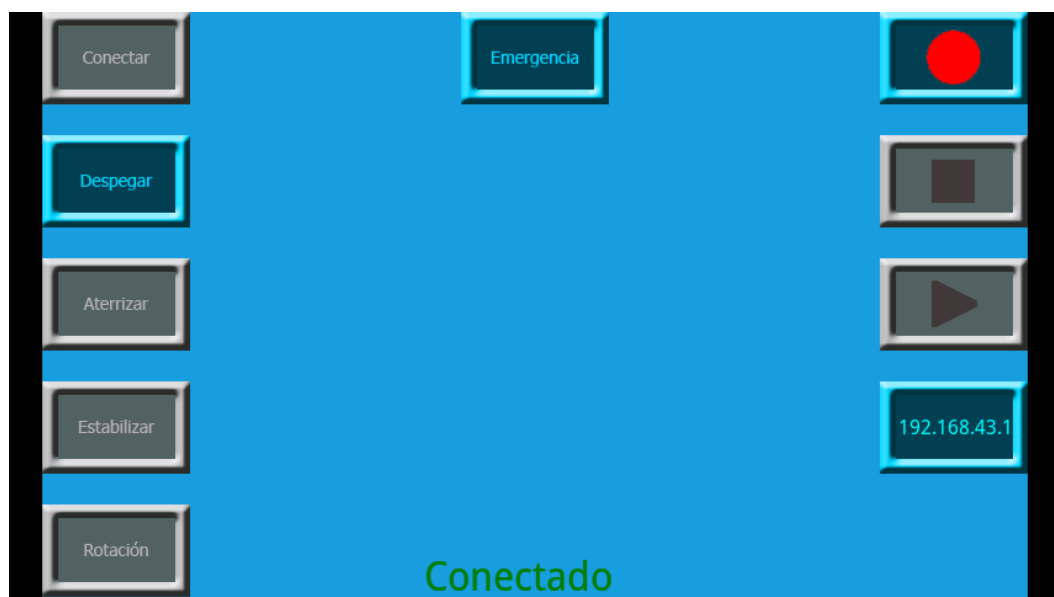 Conectar
Emergencia
Despegar
Aterrizar
Estabilizar
192.168.43.1
Rotación
Conectado